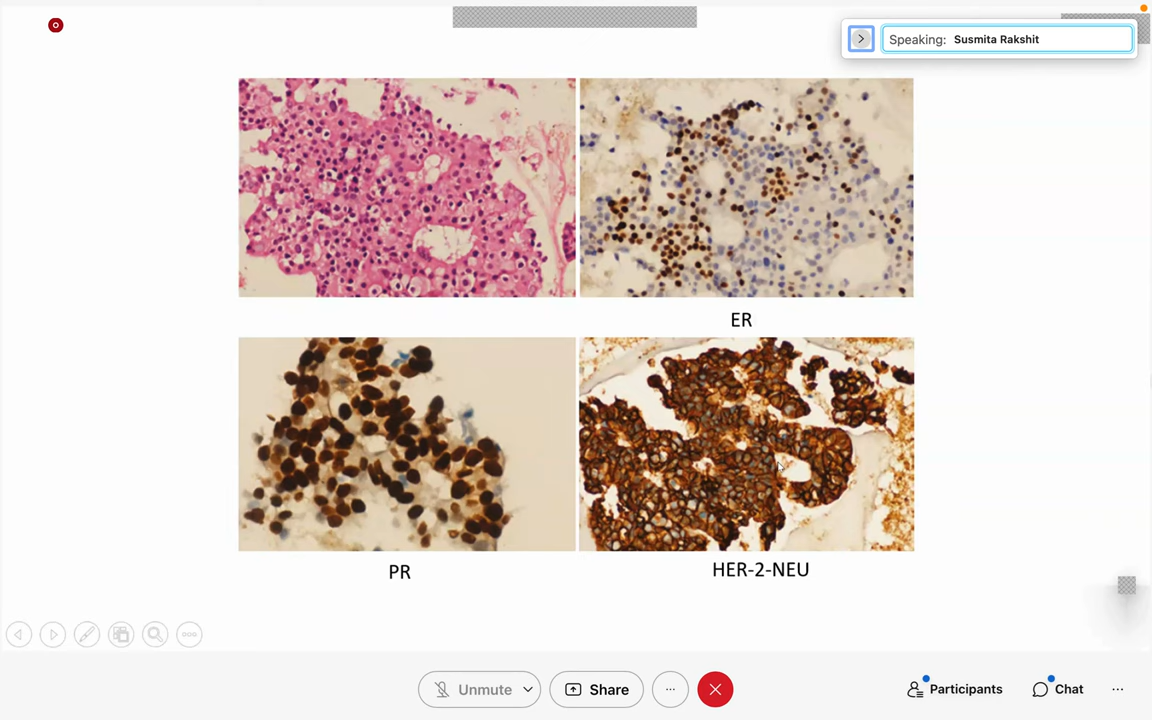 Speaking: Susmita Rakshit
ER
PR
HER-2-NEU
Unmute
Share
Participants
Chat